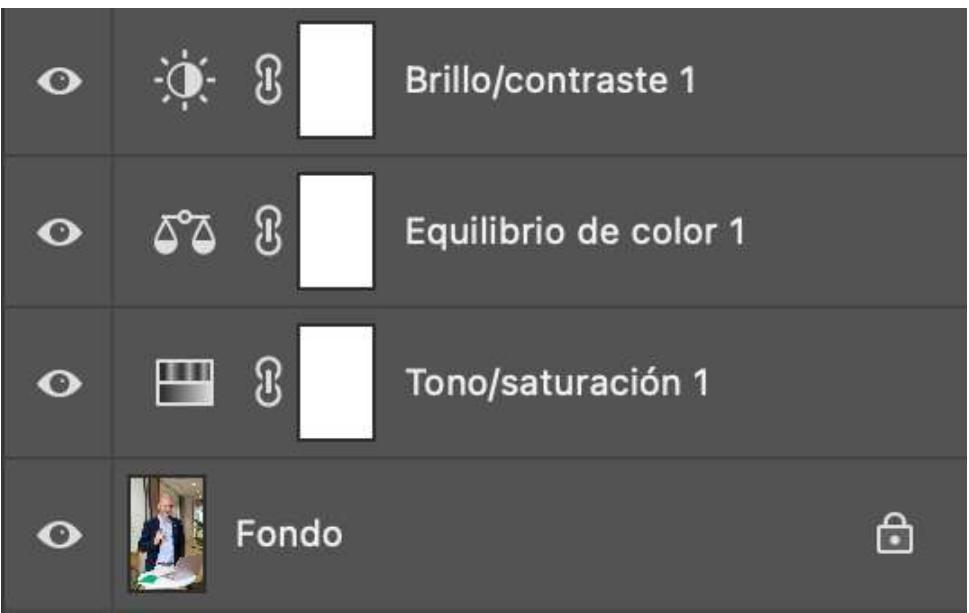 Brillo/contraste 1
Equilibrio de color 1
Tono/saturación 1
Fondo